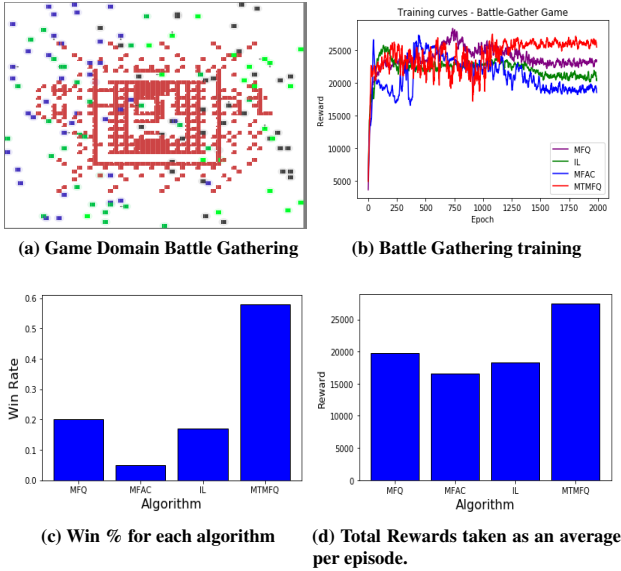 Training curves - Battle-Gather Game
25000
20000
15000
10000
5000
Reward
0 250 500 750 1000 1250 1500 1750 2000
Epoch
MFQ
IL
MFAC
MTMFQ
(a) Game Domain Battle Gathering
(b) Battle Gathering training
0.6
0.5
0.4
0.3
0.2
0.1
0.0
Win Rate
MFQ MFAC IL MTMFQ
Algorithm
25000
20000
15000
10000
5000
0
Reward
MFQ MFAC IL MTMFQ
Algorithm
(c) Win % for each algorithm
(d) Total Rewards taken as an average
per episode.